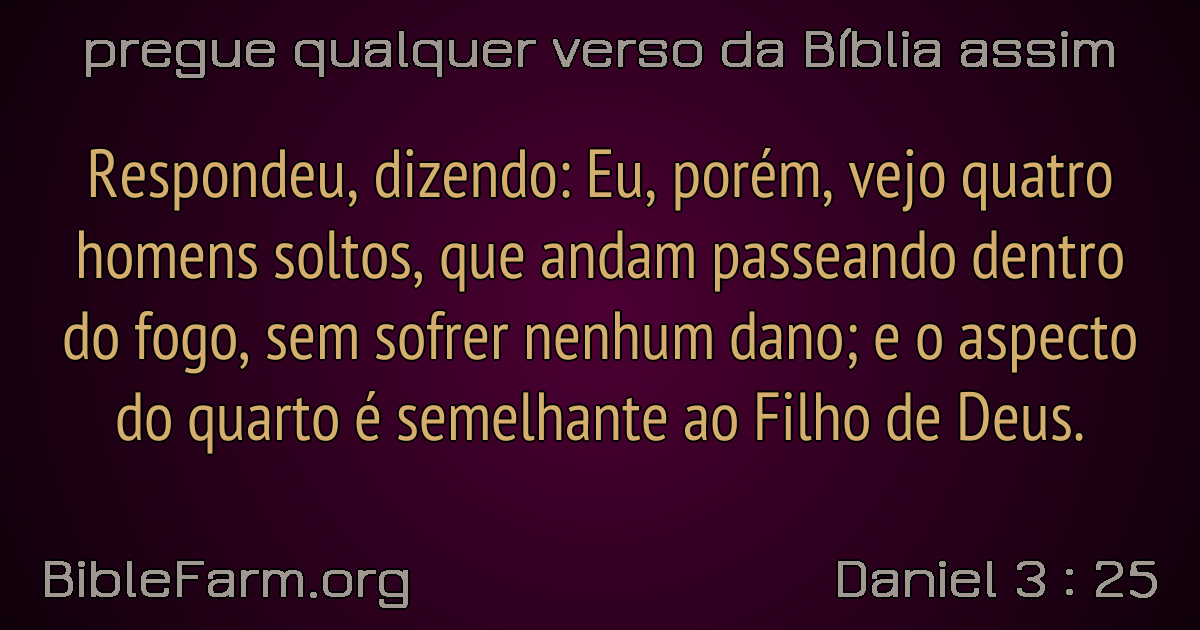 pregue qualquer verso da Bíblia assim
Respondeu, dizendo: Eu, porém, vejo quatro
homens soltos, que andam passeando dentro
do fogo, sem sofrer nenhum dano; e o aspecto
do quarto é semelhante ao Filho de Deus.
BibleFarm.org
Daniel 3 : 25